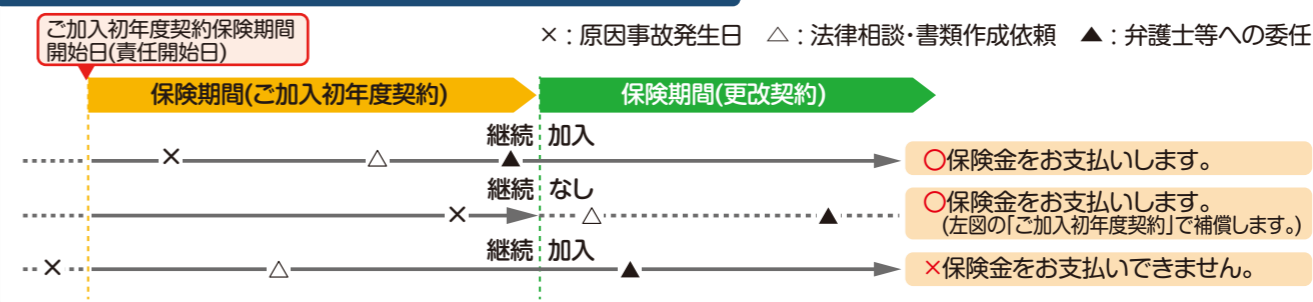 ご加入初年度契約保険期間
開始日(責任開始日)
×:原因事故発生日 △:法律相談・書類作成依頼 ▲:弁護士等への委任
保険期間(ご加入初年度契約)
保険期間(更改契約)
継続 加入
× △ ▲
○保険金をお支払いします。
継続 なし
× △ ▲
○保険金をお支払いします。
(左図の「ご加入初年度契約」で補償します。)
継続 加入
× △ ▲
×保険金をお支払いできません。